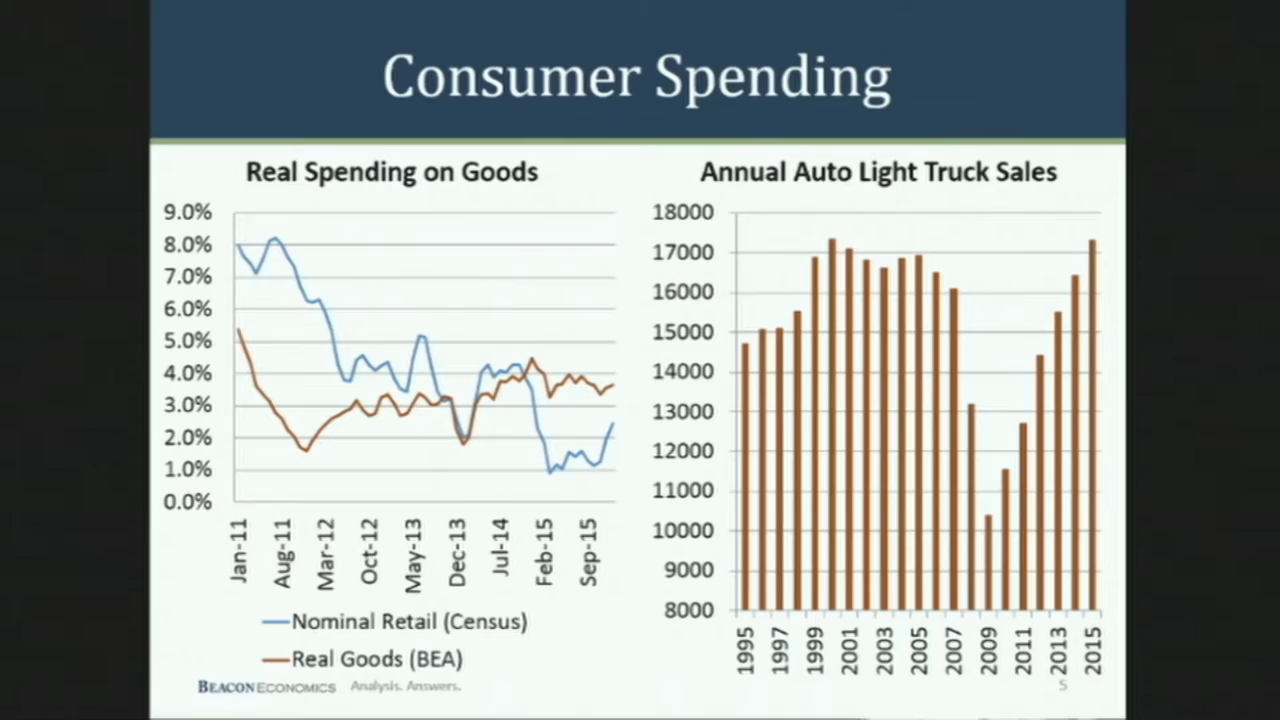 Consumer Spending
Real Spending on Goods
9.0%
8.0%
7.0%
6.0%
5.0%
4.0%
3.0%
2.0%
1.0%
0.0%
Jan-11
Aug-11
Mar-12
Oct-12
May-13
Dec-13
Jul-14
Feb-15
Sep-15
Nominal Retail (Census)
Real Goods (BEA)
Annual Auto Light Truck Sales
18000
17000
16000
15000
14000
13000
12000
11000
10000
9000
8000
1995
1997
1999
2001
2003
2005
2007
2009
2011
2013
2015
BEACON ECONOMICS Analysis. Answers.
5